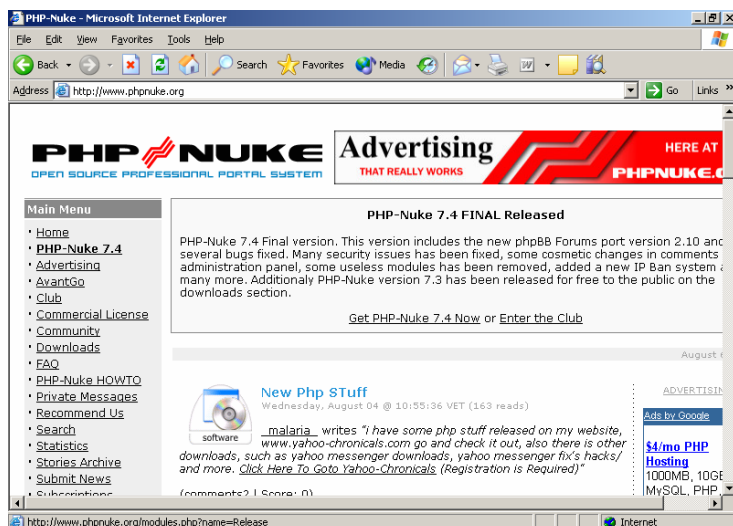 PHP-Nuke - Microsoft Internet Explorer
File Edit View Favorites Tools Help
Back Search Favorites Media
Address http://www.phpnuke.org Go Links »
PHP NUKE
OPEN SOURCE PROFESSIONAL PORTAL SYSTEM
Advertising
THAT REALLY WORKS
HERE AT
PHPNUKE.
Main Menu
· Home
· PHP-Nuke 7.4
· Advertising
· AvantGo
· Club
· Commercial License
· Community
· Downloads
· FAQ
· PHP-Nuke HOWTO
· Private Messages
· Recommend Us
· Search
· Statistics
· Stories Archive
· Submit News
· Subscriptions
PHP-Nuke 7.4 FINAL Released
PHP-Nuke 7.4 Final version. This version includes the new phpBB Forums port version 2.10 and
several bugs fixed. Many security issues has been fixed, some cosmetic changes in comments
administration panel, some useless modules has been removed, added a new IP Ban system a
many more. Additionaly PHP-Nuke version 7.3 has been released for free to the public on the
downloads section.
Get PHP-Nuke 7.4 Now or Enter the Club
August
software
New Php STuff
Wednesday, August 04 @ 10:55:36 VET (163 reads)
_malaria_ writes "i have some php stuff released on my website,
www.yahoo-chronicals.com go and check it out, also there is other
downloads, such as yahoo messenger downloads, yahoo messenger fix's hacks/
and more. Click Here To Goto Yahoo-Chronicals (Registration is Required)"
(comments? | Score: 0)
ADVERTISIN
Ads by Google
$4/mo PHP
Hosting
1000MB, 10GB
MySQL, PHP,
http://www.phpnuke.org/modules.php?name=Release
Internet